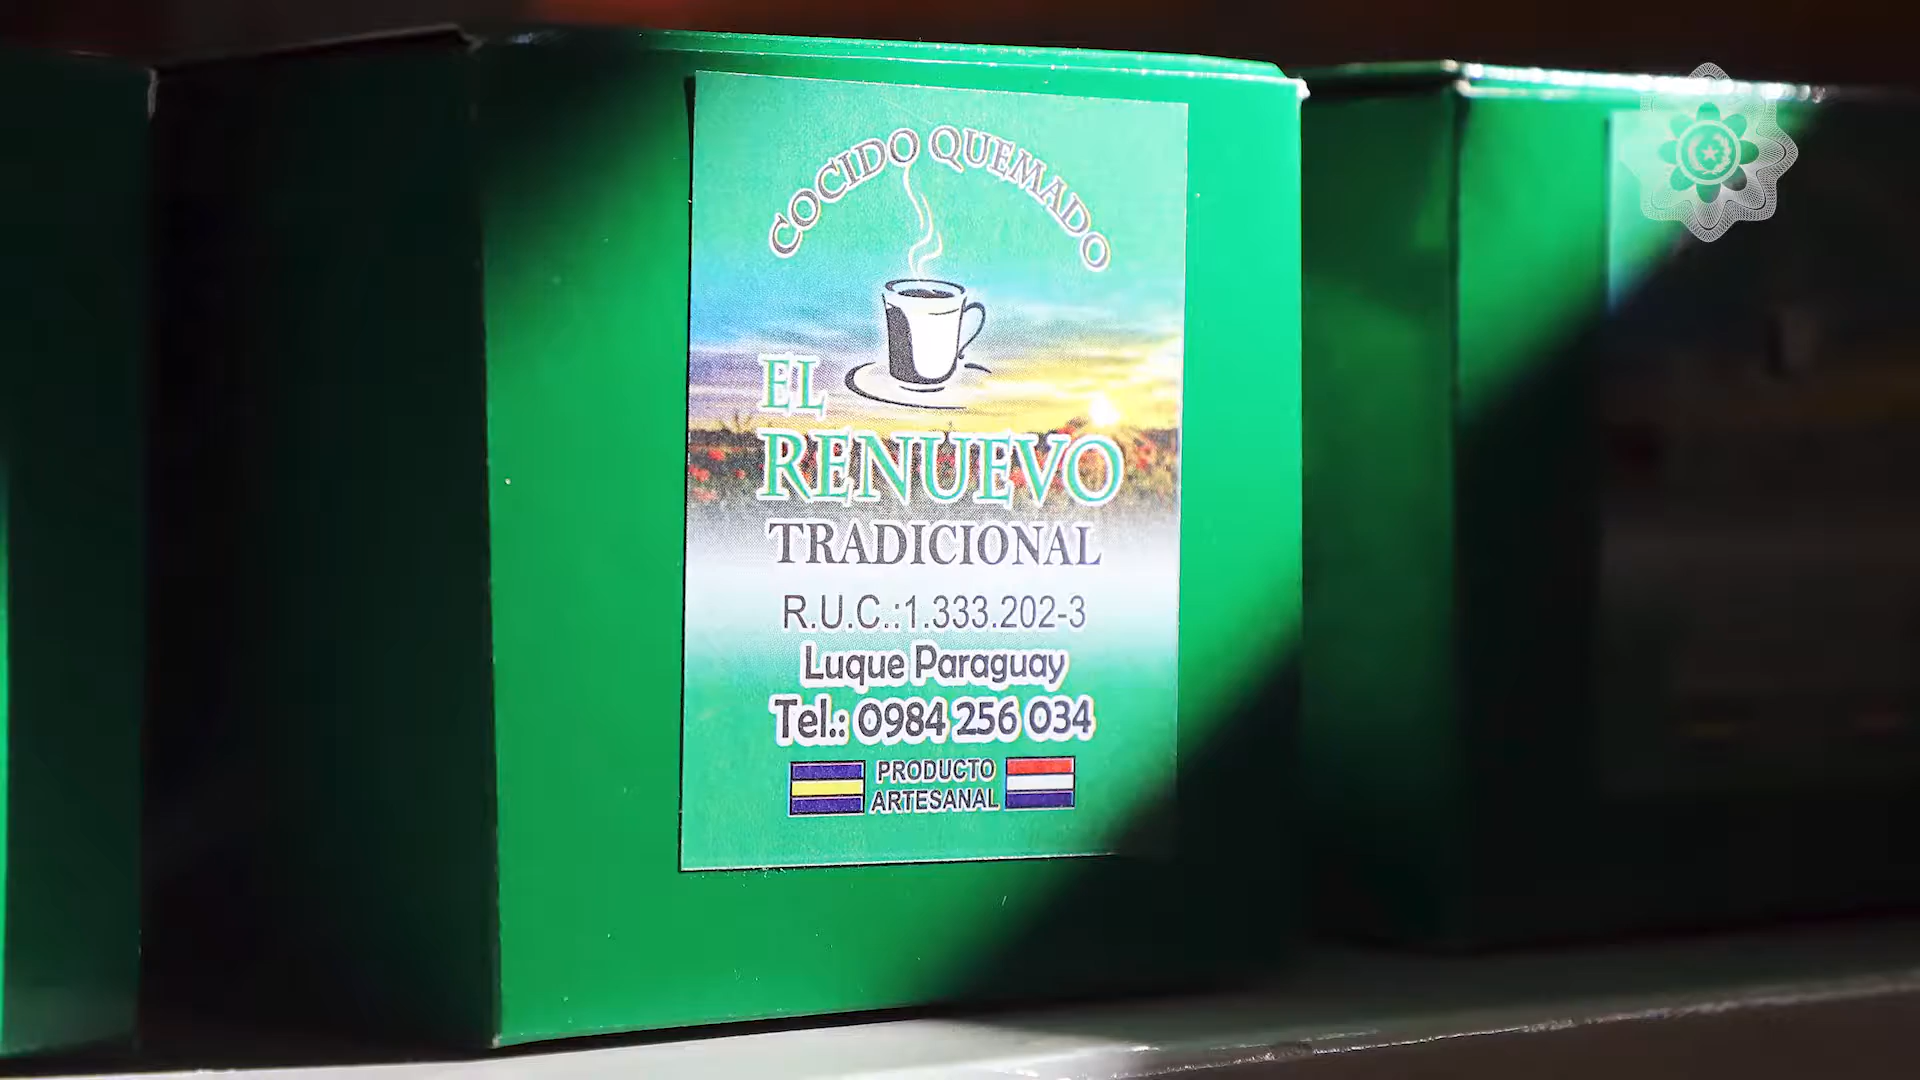 COCIDO QUEMADO
EL
RENUEVO
TRADICIONAL
R.U.C.:1.333.202-3
Luque Paraguay
Tel.: 0984 256 034
PRODUCTO
ARTESANAL